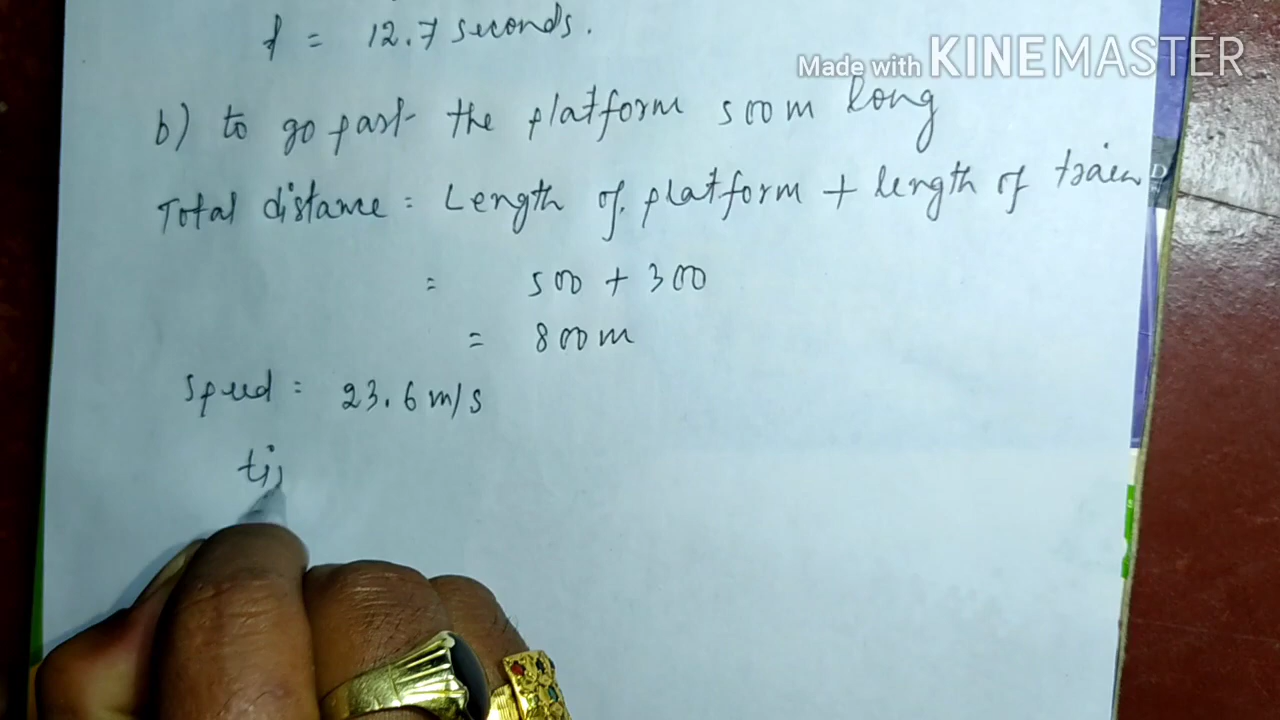 t = 12.7 seconds.
Made with KINEMASTER
b) to go past the platform 500m long
Total distance = Length of platform + length of train
= 500 + 300
= 800m
speed = 23.6 m/s